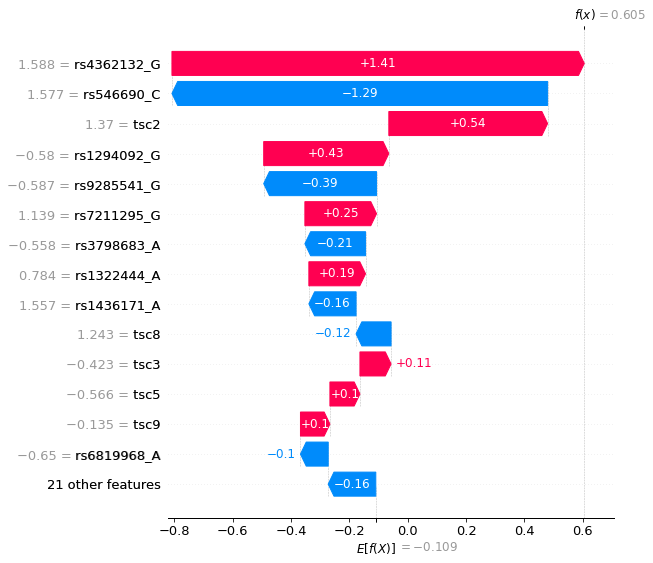 f(x) = 0.605
1.588 = rs4362132_G +1.41
1.577 = rs546690_C −1.29
1.37 = tsc2 +0.54
−0.58 = rs1294092_G +0.43
−0.587 = rs9285541_G −0.39
1.139 = rs7211295_G +0.25
−0.558 = rs3798683_A −0.21
0.784 = rs1322444_A +0.19
1.557 = rs1436171_A −0.16
1.243 = tsc8 −0.12
−0.423 = tsc3 +0.11
−0.566 = tsc5 +0.1
−0.135 = tsc9 +0.1
−0.65 = rs6819968_A −0.1
21 other features −0.16
−0.8 −0.6 −0.4 −0.2 0.0 0.2 0.4 0.6
E[f(X)] = −0.109